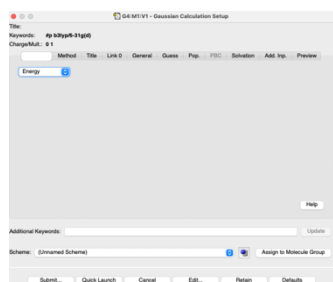 G4:M1:V1 - Gaussian Calculation Setup
Title:
Keywords: #p b3lyp/6-31g(d)
Charge/Mult.: 0 1
Method Title Link 0 General Guess Pop. PBC Solvation Add. Inp. Preview
Energy
Help
Additional Keywords: Update
Scheme: (Unnamed Scheme) Assign to Molecule Group
Submit... Quick Launch Cancel Edit... Retain Defaults